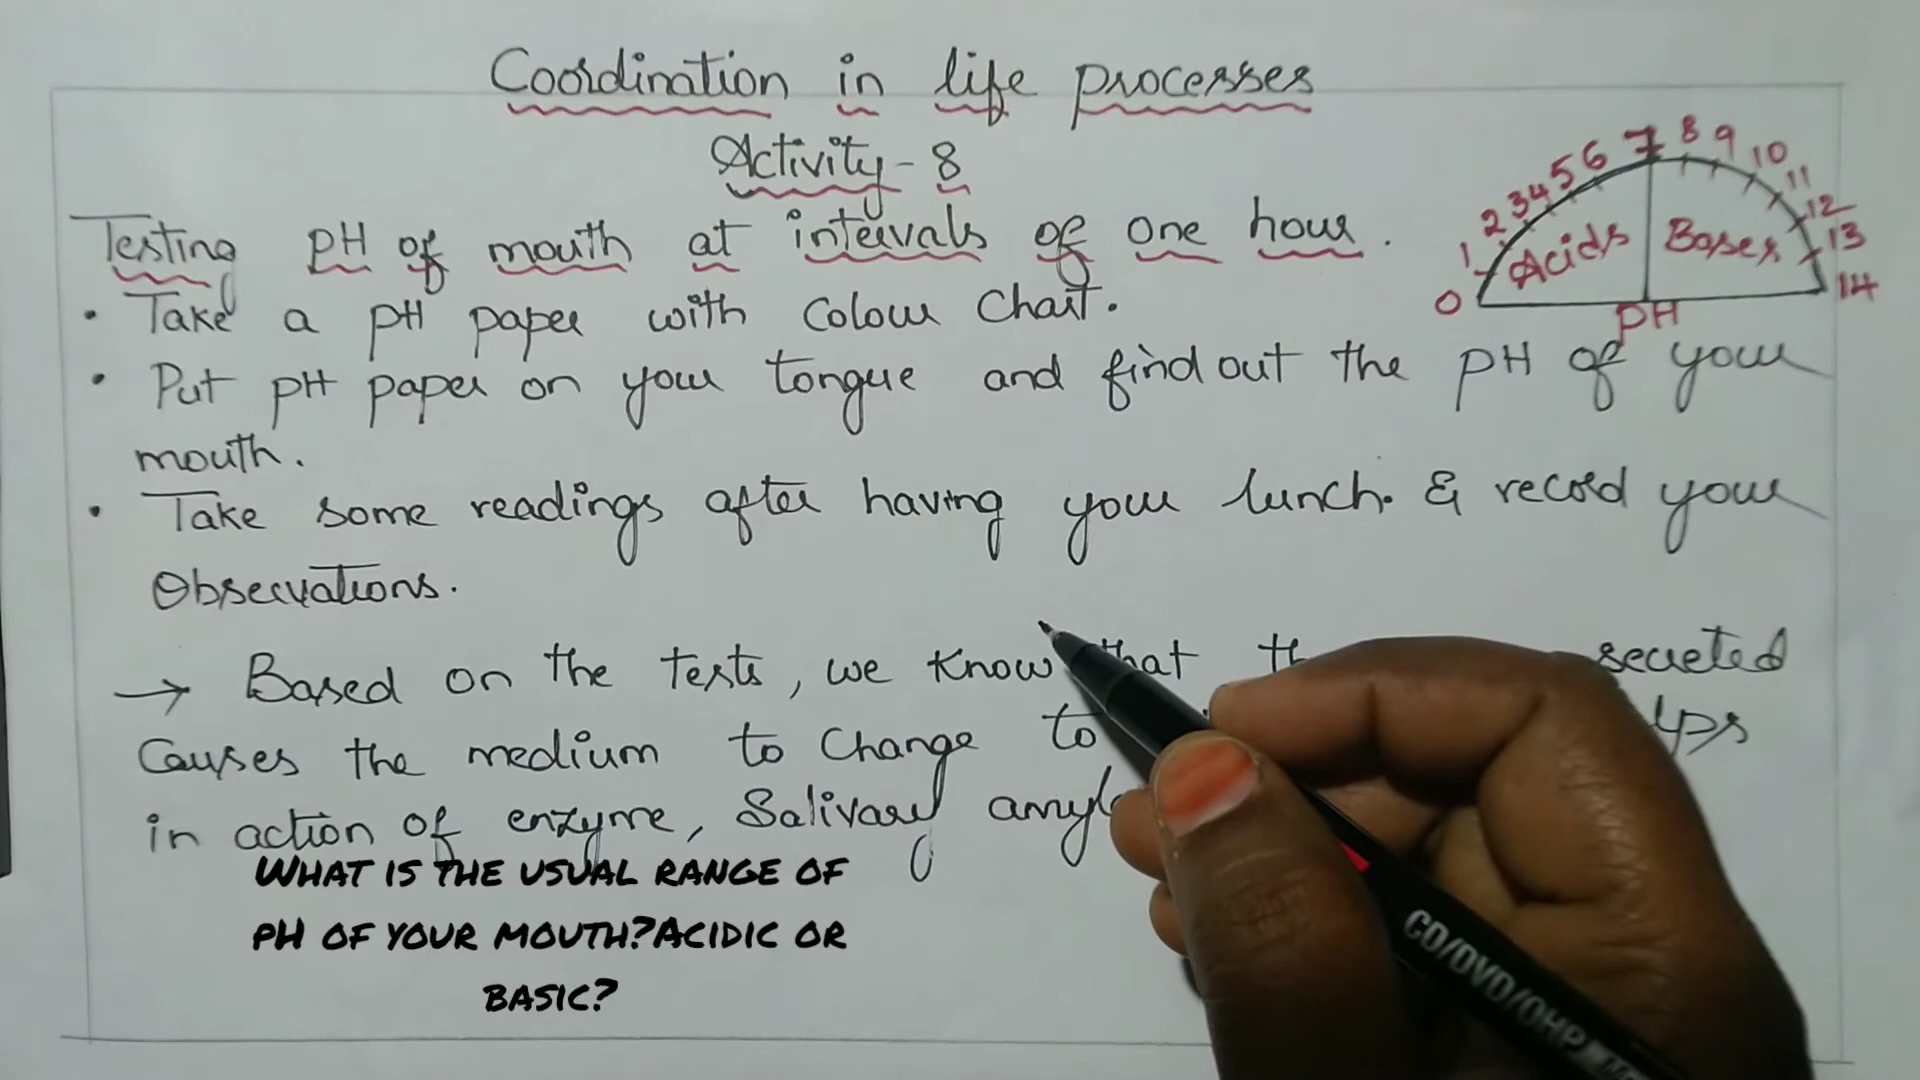 Coordination in life processes
Activity - 8
Testing pH of mouth at intervals of one hour.
• Take a pH paper with colour chart.
• Put pH paper on your tongue and find out the pH of your
mouth.
• Take some readings after having your lunch. & record your
Observations.
→ Based on the tests, we know that secreted
causes the medium to change to
in action of enzyme, Salivary
WHAT IS THE USUAL RANGE OF
pH OF YOUR MOUTH?ACIDIC OR
BASIC?
0 1 2 3 4 5 6 7 8 9 10 11 12 13 14
Acids Bases
pH
CD/DVD/OHP